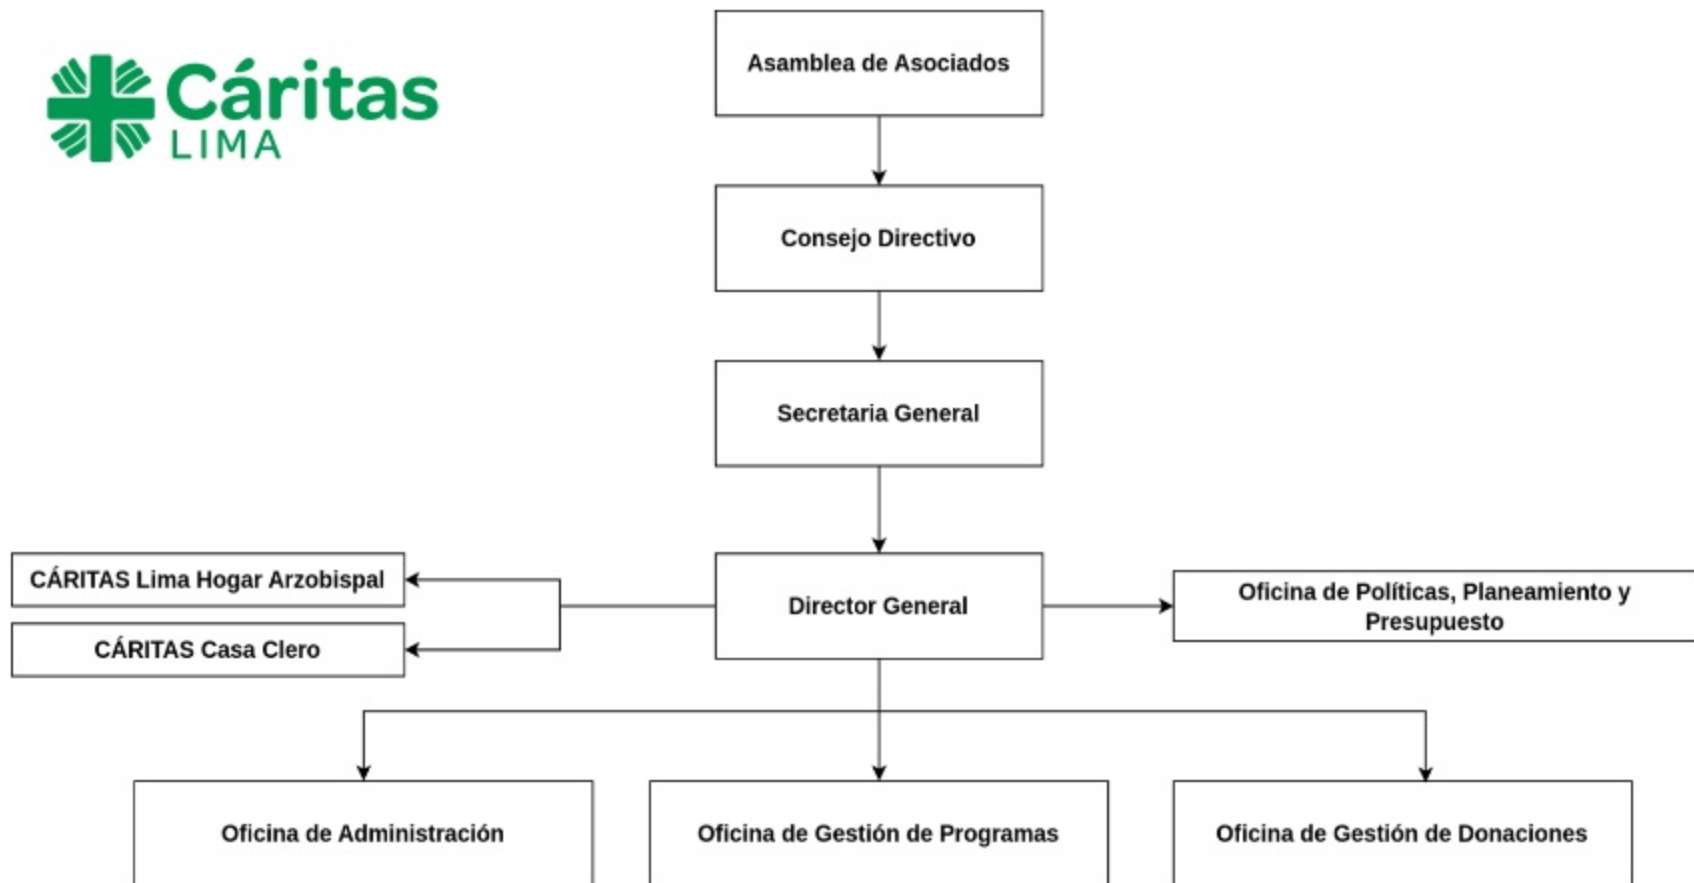 Cáritas
LIMA
Asamblea de Asociados
Consejo Directivo
Secretaria General
CÁRITAS Lima Hogar Arzobispal
CÁRITAS Casa Clero
Director General
Oficina de Políticas, Planeamiento y
Presupuesto
Oficina de Administración
Oficina de Gestión de Programas
Oficina de Gestión de Donaciones